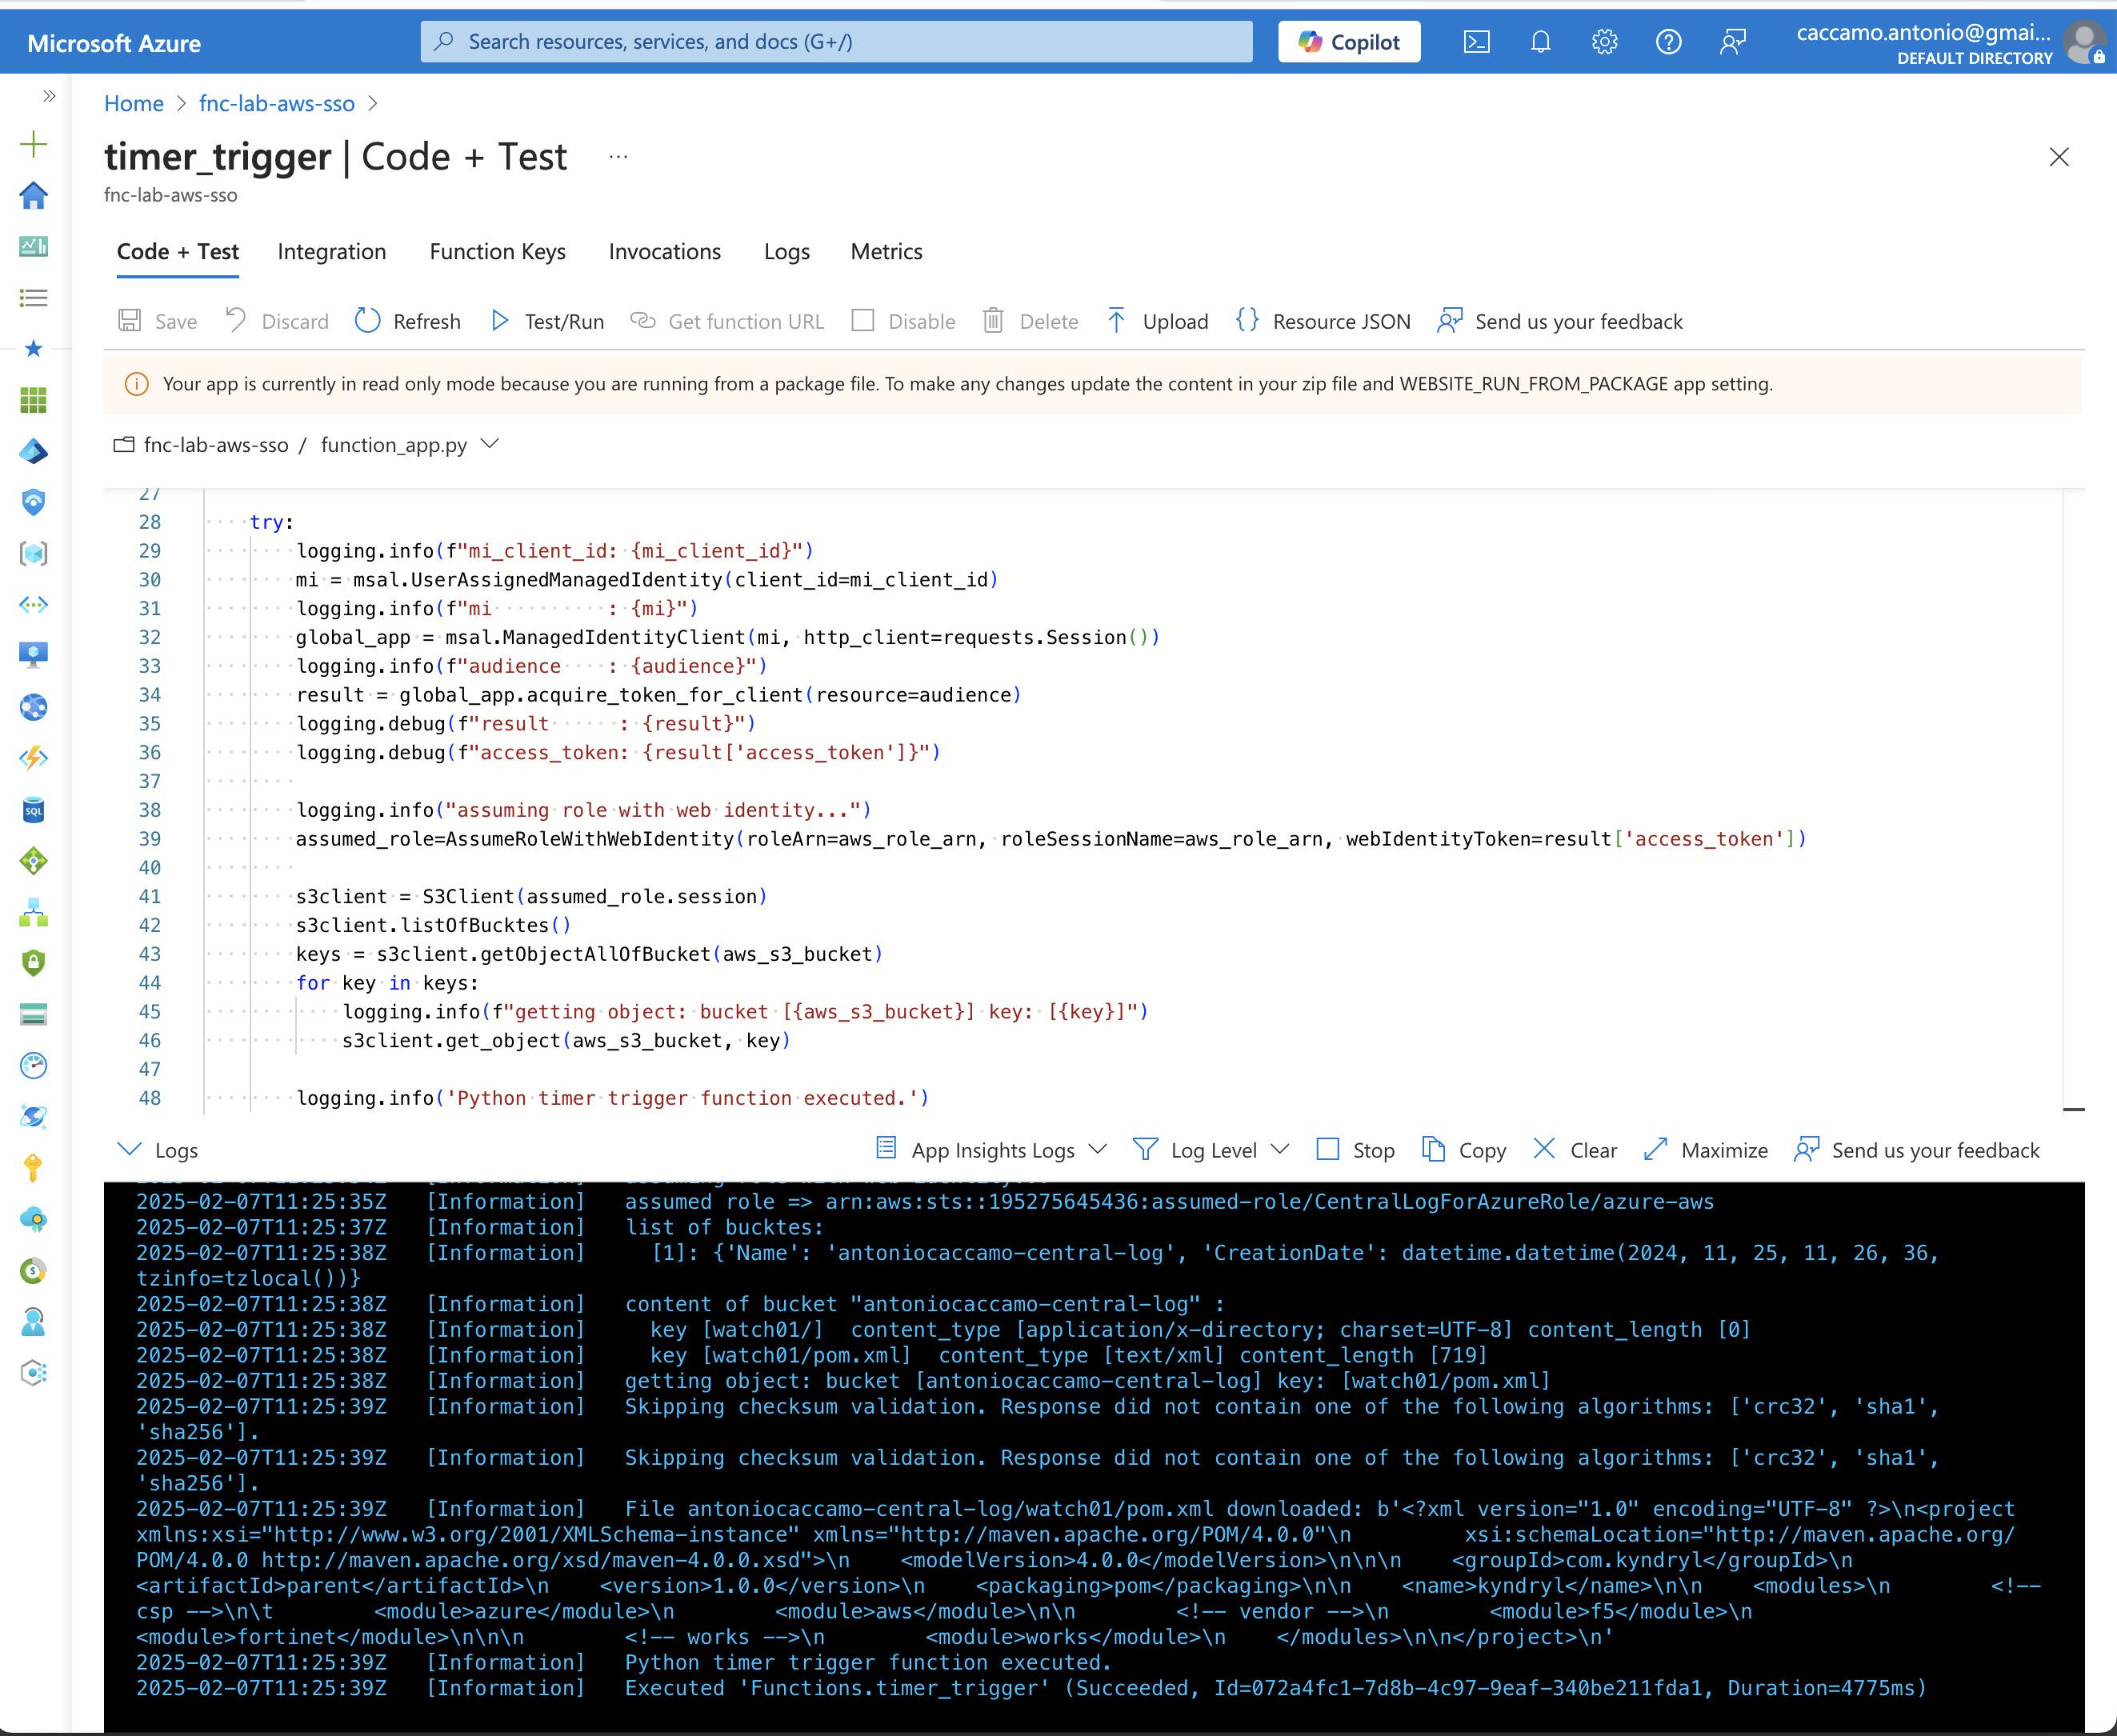 Microsoft Azure
Search resources, services, and docs (G+/)
Copilot
caccamo.antonio@gmai...
DEFAULT DIRECTORY
Home > fnc-lab-aws-sso >
timer_trigger | Code + Test ...
fnc-lab-aws-sso
Code + Test Integration Function Keys Invocations Logs Metrics
Save Discard Refresh Test/Run Get function URL Disable Delete Upload Resource JSON Send us your feedback
Your app is currently in read only mode because you are running from a package file. To make any changes update the content in your zip file and WEBSITE_RUN_FROM_PACKAGE app setting.
fnc-lab-aws-sso / function_app.py
27
28 try:
29 logging.info(f"mi_client_id: {mi_client_id}")
30 mi = msal.UserAssignedManagedIdentity(client_id=mi_client_id)
31 logging.info(f"mi : {mi}")
32 global_app = msal.ManagedIdentityClient(mi, http_client=requests.Session())
33 logging.info(f"audience : {audience}")
34 result = global_app.acquire_token_for_client(resource=audience)
35 logging.debug(f"result : {result}")
36 logging.debug(f"access_token: {result['access_token']}")
37
38 logging.info("assuming role with web identity...")
39 assumed_role=AssumeRoleWithWebIdentity(roleArn=aws_role_arn, roleSessionName=aws_role_arn, webIdentityToken=result['access_token'])
40
41 s3client = S3Client(assumed_role.session)
42 s3client.listOfBucktes()
43 keys = s3client.getObjectAllOfBucket(aws_s3_bucket)
44 for key in keys:
45 logging.info(f"getting object: bucket [{aws_s3_bucket}] key: [{key}]")
46 s3client.get_object(aws_s3_bucket, key)
47
48 logging.info('Python timer trigger function executed.')
Logs App Insights Logs Log Level Stop Copy Clear Maximize Send us your feedback
2025-02-07T11:25:35Z [Information] assumed role => arn:aws:sts::195275645436:assumed-role/CentralLogForAzureRole/azure-aws
2025-02-07T11:25:37Z [Information] list of bucktes:
2025-02-07T11:25:38Z [Information] [1]: {'Name': 'antoniocaccamo-central-log', 'CreationDate': datetime.datetime(2024, 11, 25, 11, 26, 36,
tzinfo=tzlocal())}
2025-02-07T11:25:38Z [Information] content of bucket "antoniocaccamo-central-log" :
2025-02-07T11:25:38Z [Information] key [watch01/] content_type [application/x-directory; charset=UTF-8] content_length [0]
2025-02-07T11:25:38Z [Information] key [watch01/pom.xml] content_type [text/xml] content_length [719]
2025-02-07T11:25:38Z [Information] getting object: bucket [antoniocaccamo-central-log] key: [watch01/pom.xml]
2025-02-07T11:25:39Z [Information] Skipping checksum validation. Response did not contain one of the following algorithms: ['crc32', 'sha1',
'sha256'].
2025-02-07T11:25:39Z [Information] Skipping checksum validation. Response did not contain one of the following algorithms: ['crc32', 'sha1',
'sha256'].
2025-02-07T11:25:39Z [Information] File antoniocaccamo-central-log/watch01/pom.xml downloaded: b'<?xml version="1.0" encoding="UTF-8" ?>\n<project
xmlns:xsi="http://www.w3.org/2001/XMLSchema-instance" xmlns="http://maven.apache.org/POM/4.0.0"\n xsi:schemaLocation="http://maven.apache.org/
POM/4.0.0 http://maven.apache.org/xsd/maven-4.0.0.xsd">\n <modelVersion>4.0.0</modelVersion>\n\n\n <groupId>com.kyndryl</groupId>\n
<artifactId>parent</artifactId>\n <version>1.0.0</version>\n <packaging>pom</packaging>\n\n <name>kyndryl</name>\n\n <modules>\n <!--
csp -->\n\t <module>azure</module>\n <module>aws</module>\n\n <!-- vendor -->\n <module>f5</module>\n
<module>fortinet</module>\n\n\n <!-- works -->\n <module>works</module>\n </modules>\n\n</project>\n'
2025-02-07T11:25:39Z [Information] Python timer trigger function executed.
2025-02-07T11:25:39Z [Information] Executed 'Functions.timer_trigger' (Succeeded, Id=072a4fc1-7d8b-4c97-9eaf-340be211fda1, Duration=4775ms)